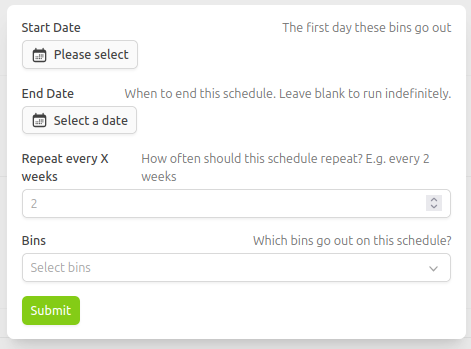 Start Date The first day these bins go out
Please select
End Date When to end this schedule. Leave blank to run indefinitely.
Select a date
Repeat every X How often should this schedule repeat? E.g. every 2
weeks weeks
2
Bins Which bins go out on this schedule?
Select bins
Submit